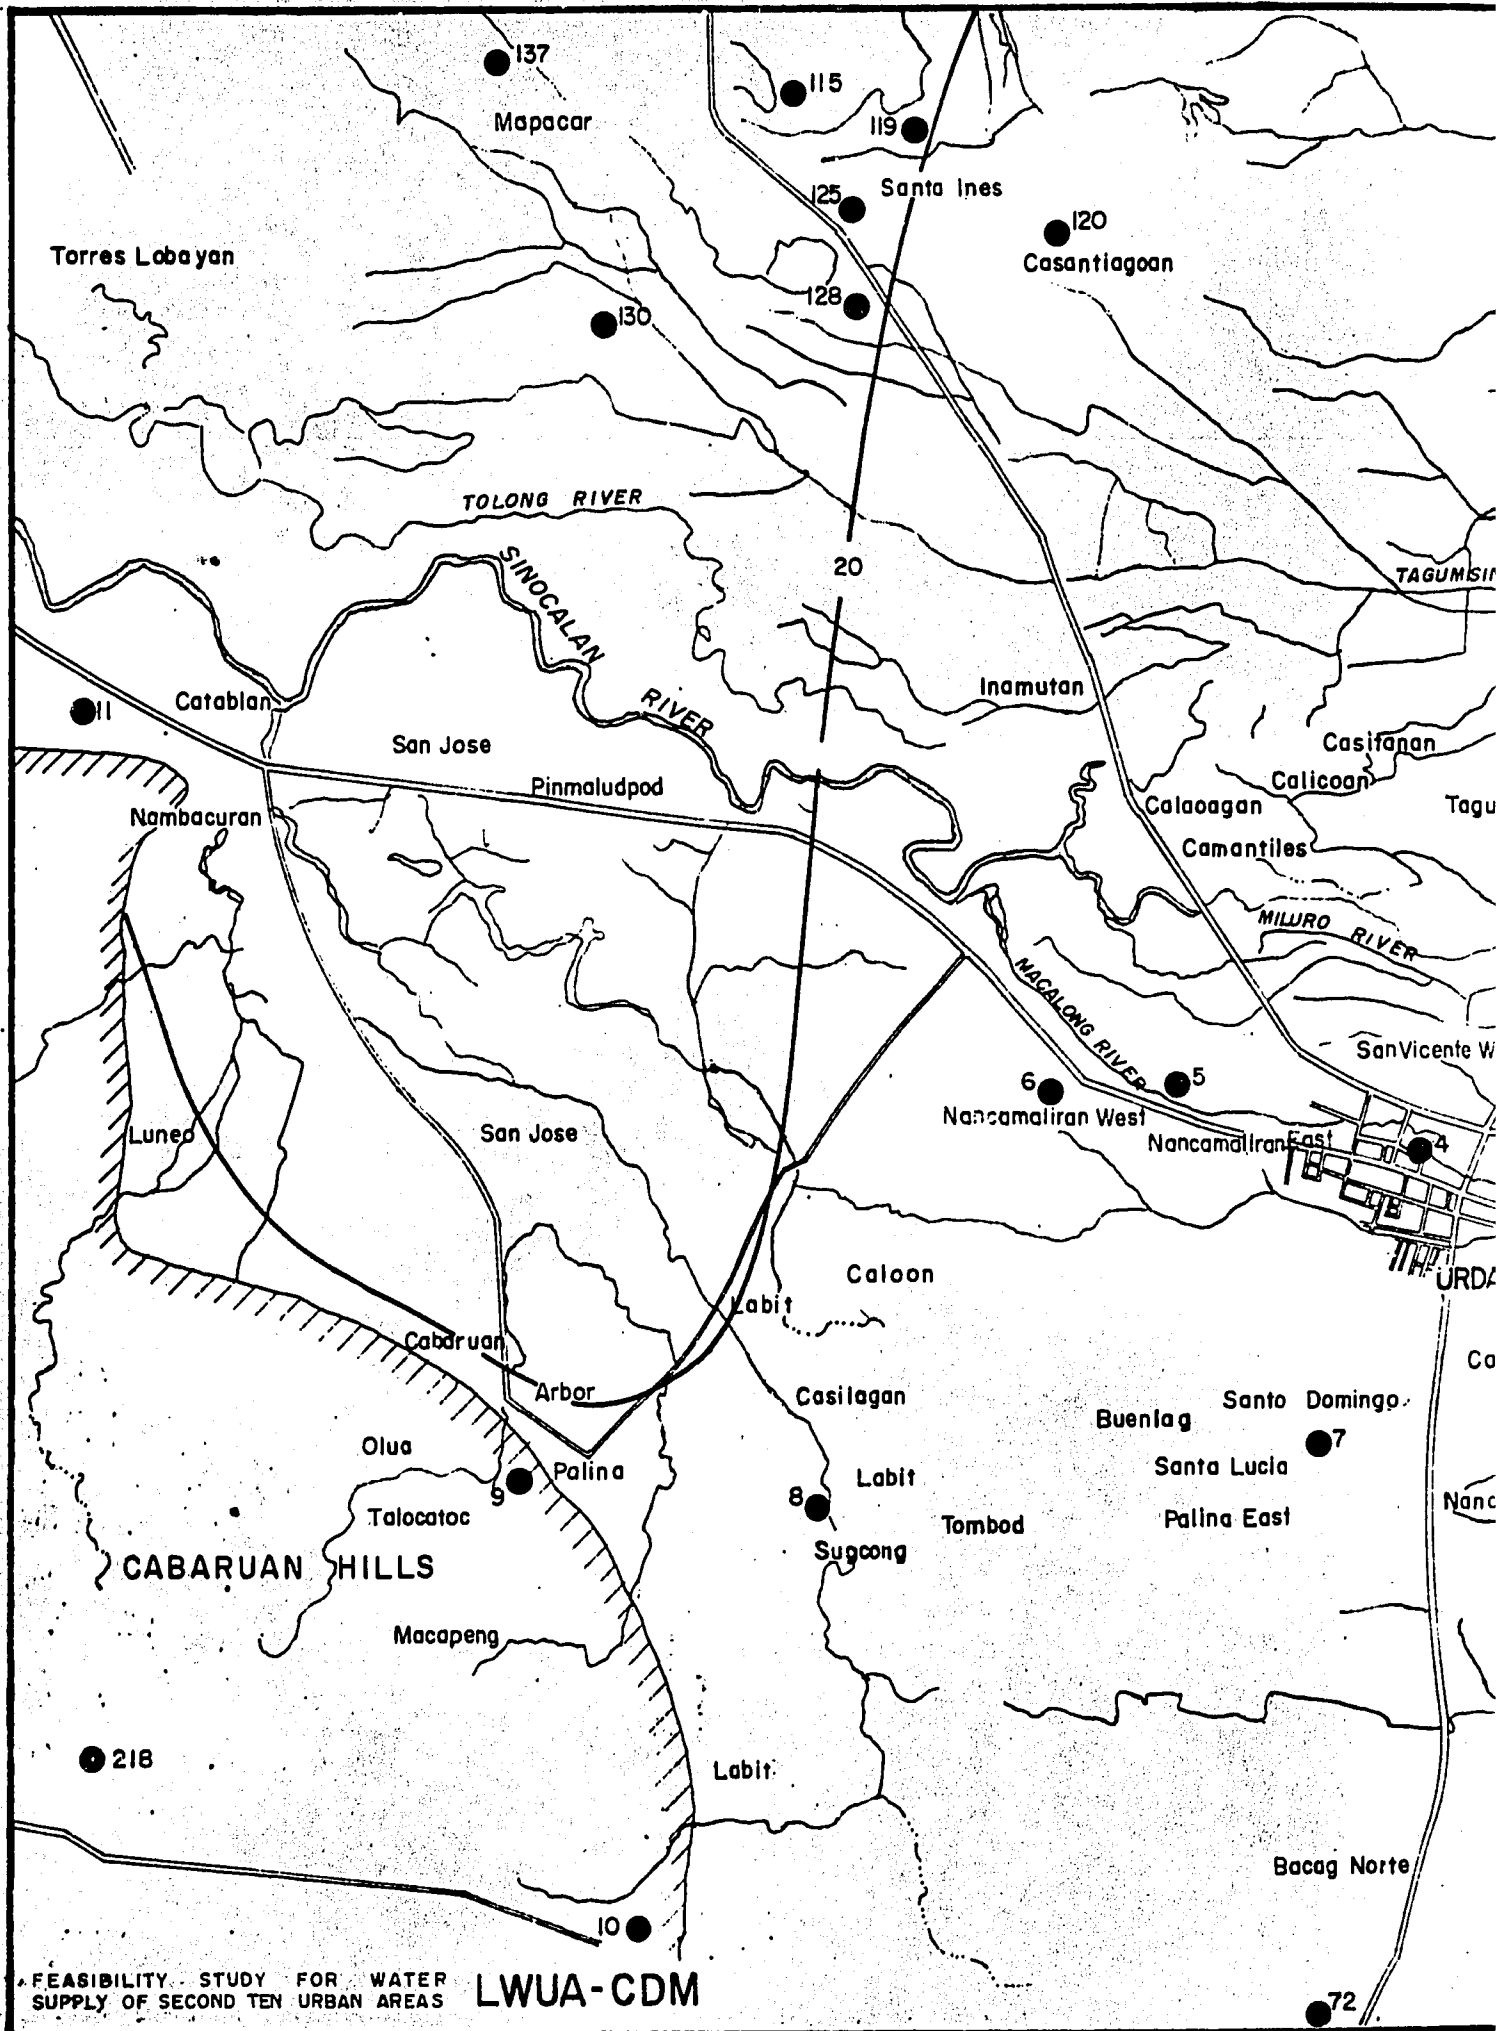 137
115
Mapacar
119
125
Santa Ines
120
Torres Labayan
Casantiagoan
128
130
TOLONG RIVER
SINOCALAN RIVER
20
TAGUMSIN
Inamutan
Catablan
11
San Jose
Casifanan
Pinmaludpod
Calicoan
Nambacuran
Calaoagan
Tagu
Camantiles
MILURO RIVER
MACALONG RIVER
San Vicente W
6
5
Nancamaliran West
Luneo
San Jose
Nancamaliran East
4
Caloon
URDA
Labit
Cabaruan
Ca
Arbor
Casilagan
Santo Domingo
Buenlag
7
Olua
Palina
Santa Lucia
9
Labit
8
Nanc
Talocatoc
Tombod
Palina East
Sugcong
CABARUAN HILLS
Macapeng
218
Labit
Bacag Norte
10
FEASIBILITY STUDY FOR WATER
SUPPLY OF SECOND TEN URBAN AREAS
LWUA-CDM
72